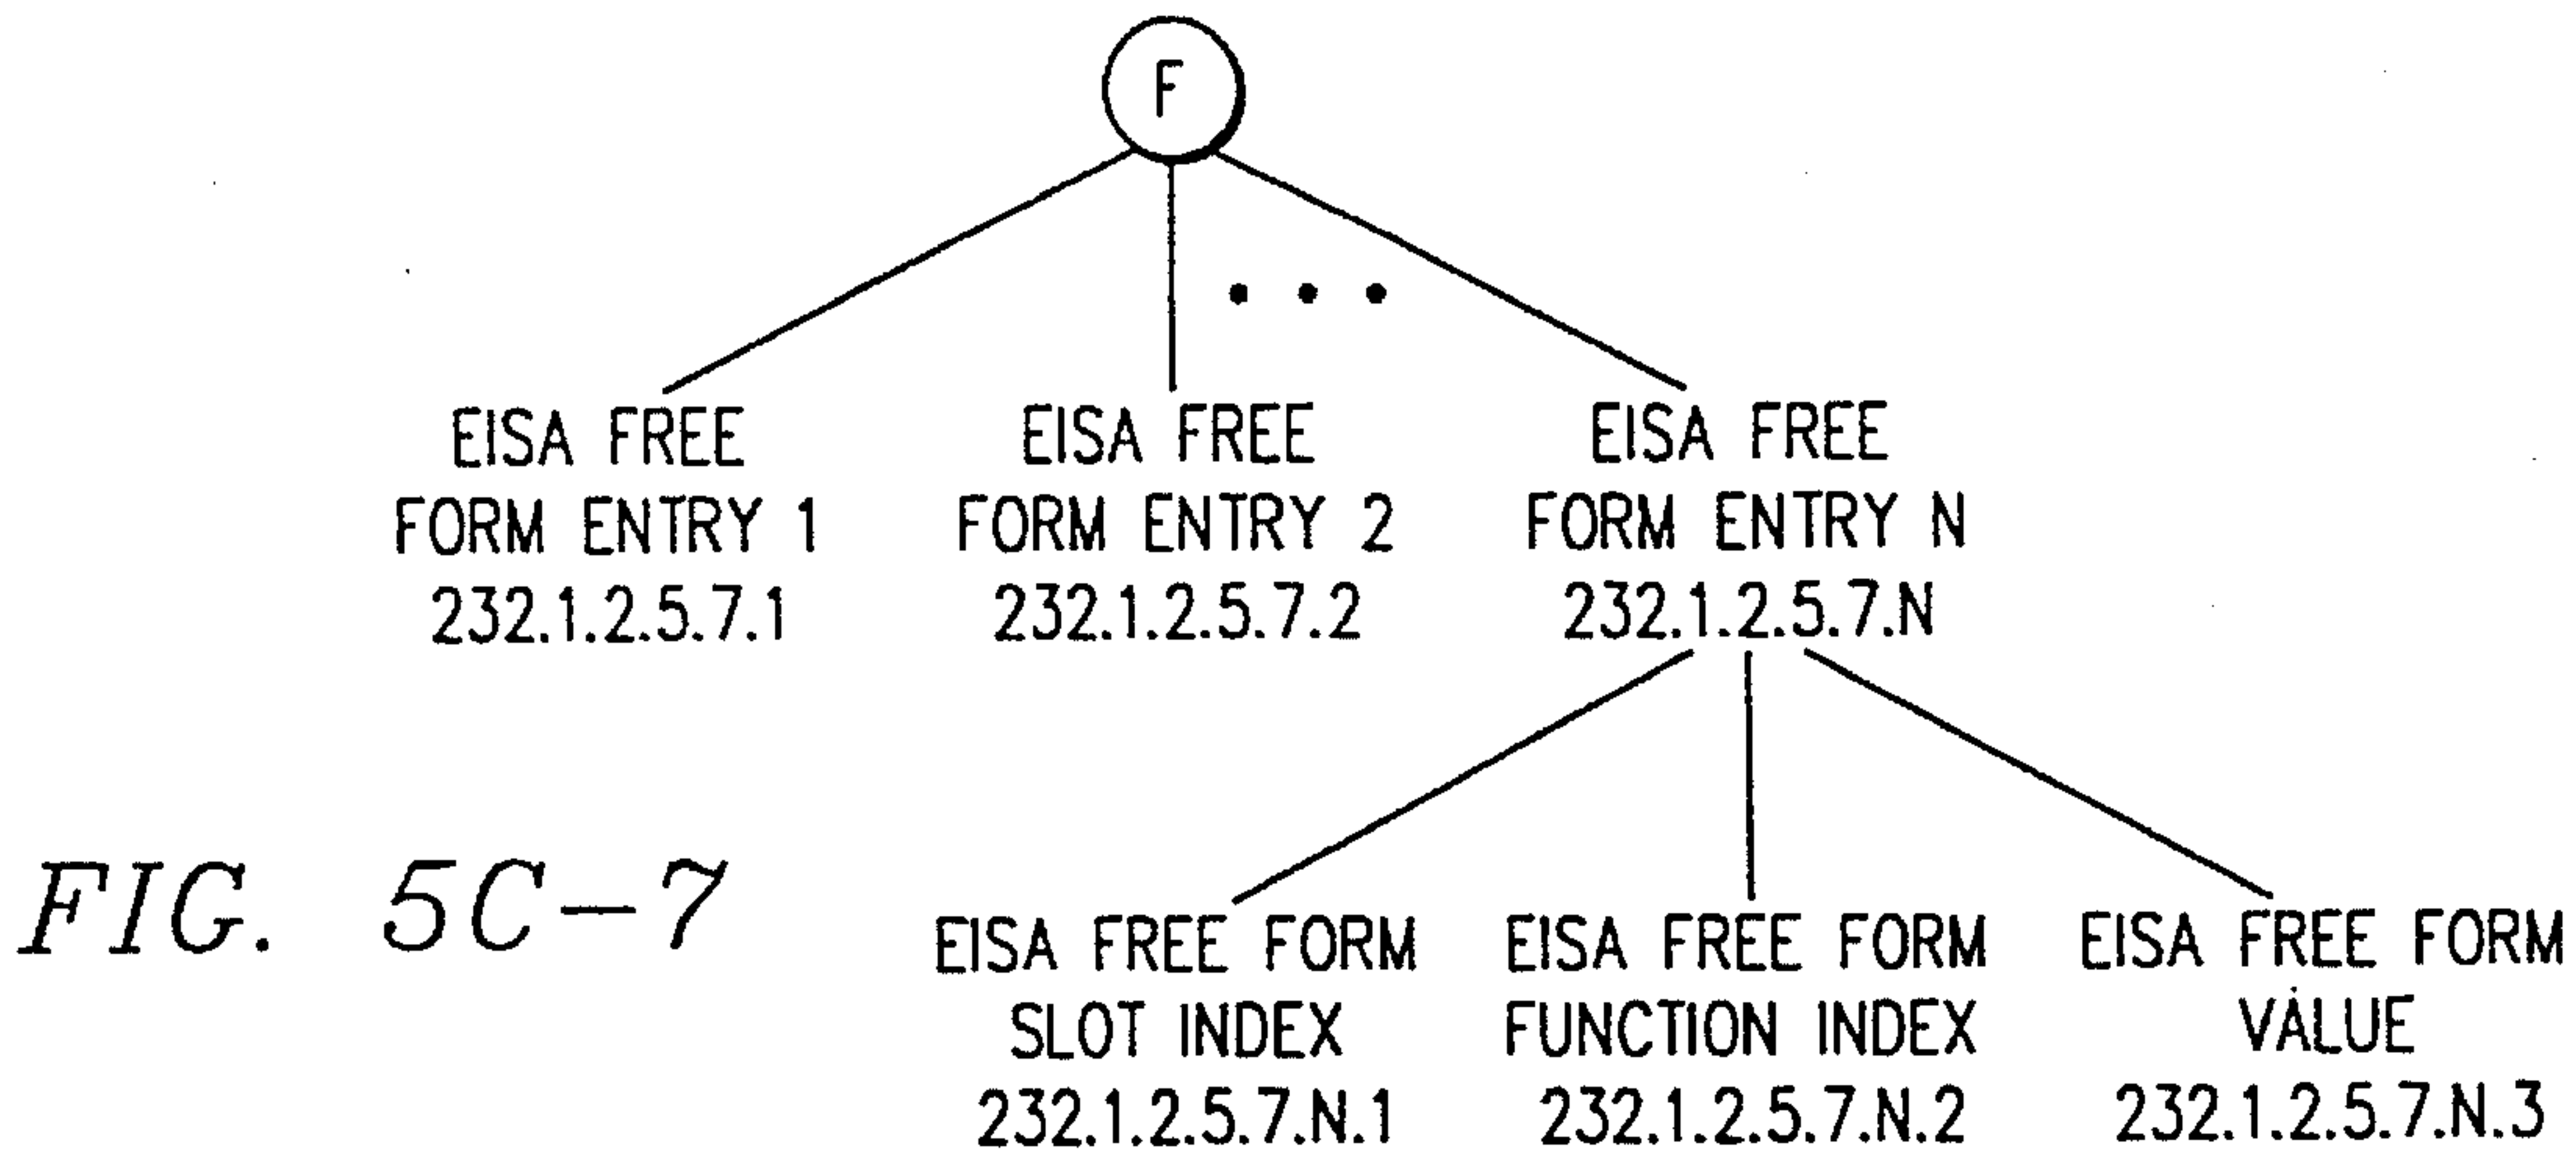 F
• • •
EISA FREE
FORM ENTRY 1
232.1.2.5.7.1
EISA FREE
FORM ENTRY 2
232.1.2.5.7.2
EISA FREE
FORM ENTRY N
232.1.2.5.7.N
EISA FREE FORM
SLOT INDEX
232.1.2.5.7.N.1
EISA FREE FORM
FUNCTION INDEX
232.1.2.5.7.N.2
EISA FREE FORM
VALUE
232.1.2.5.7.N.3
FIG. 5C-7